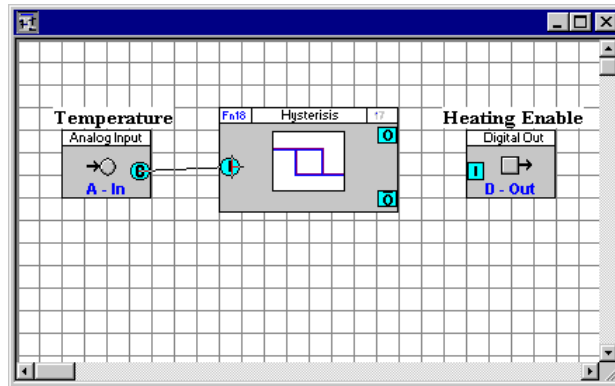 Temperature
Analog Input
C
A - In
Fn18 Hysterisis 17
I
O
O
Heating Enable
Digital Out
I
D - Out